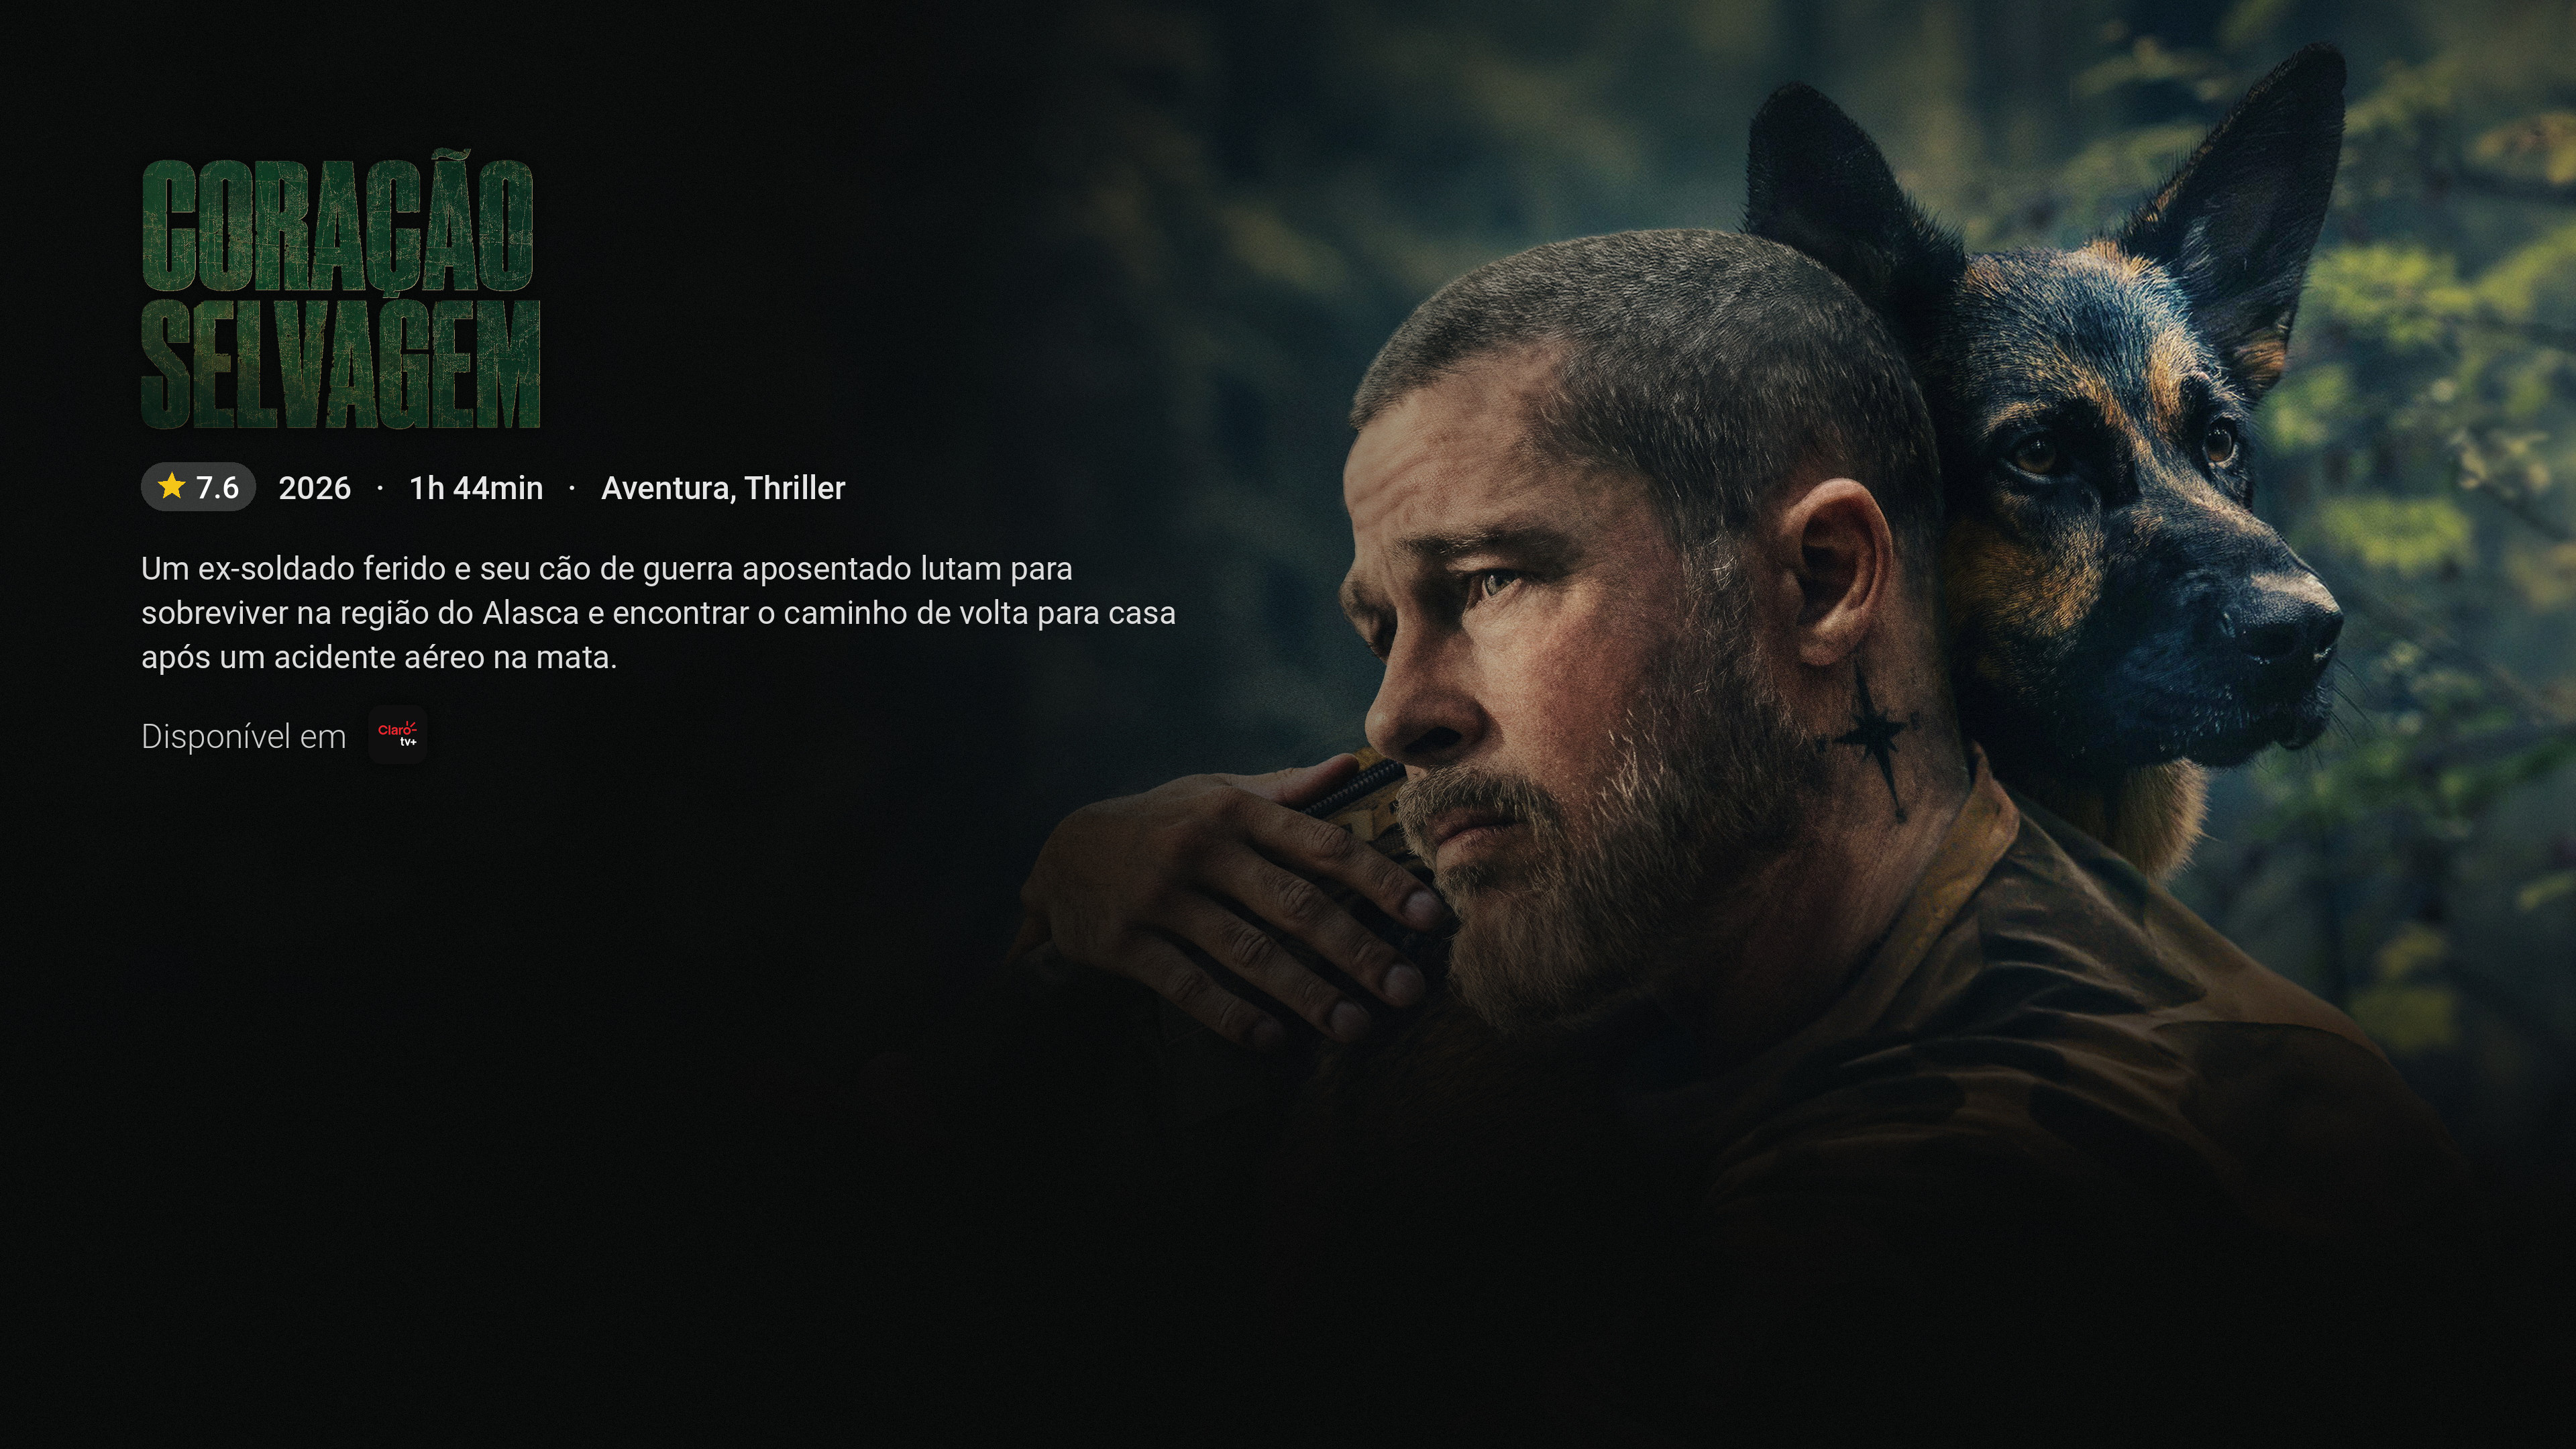 CORAÇÃO
SELVAGEM
7.6 2026 · 1h 44min · Aventura, Thriller
Um ex-soldado ferido e seu cão de guerra aposentado lutam para
sobreviver na região do Alasca e encontrar o caminho de volta para casa
após um acidente aéreo na mata.
Disponível em Claro tv+